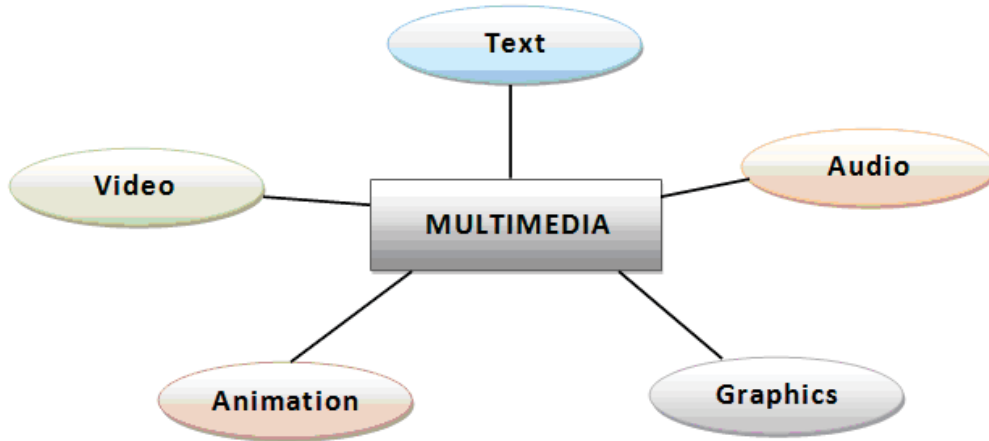 Text
Audio
Video
MULTIMEDIA
Animation
Graphics